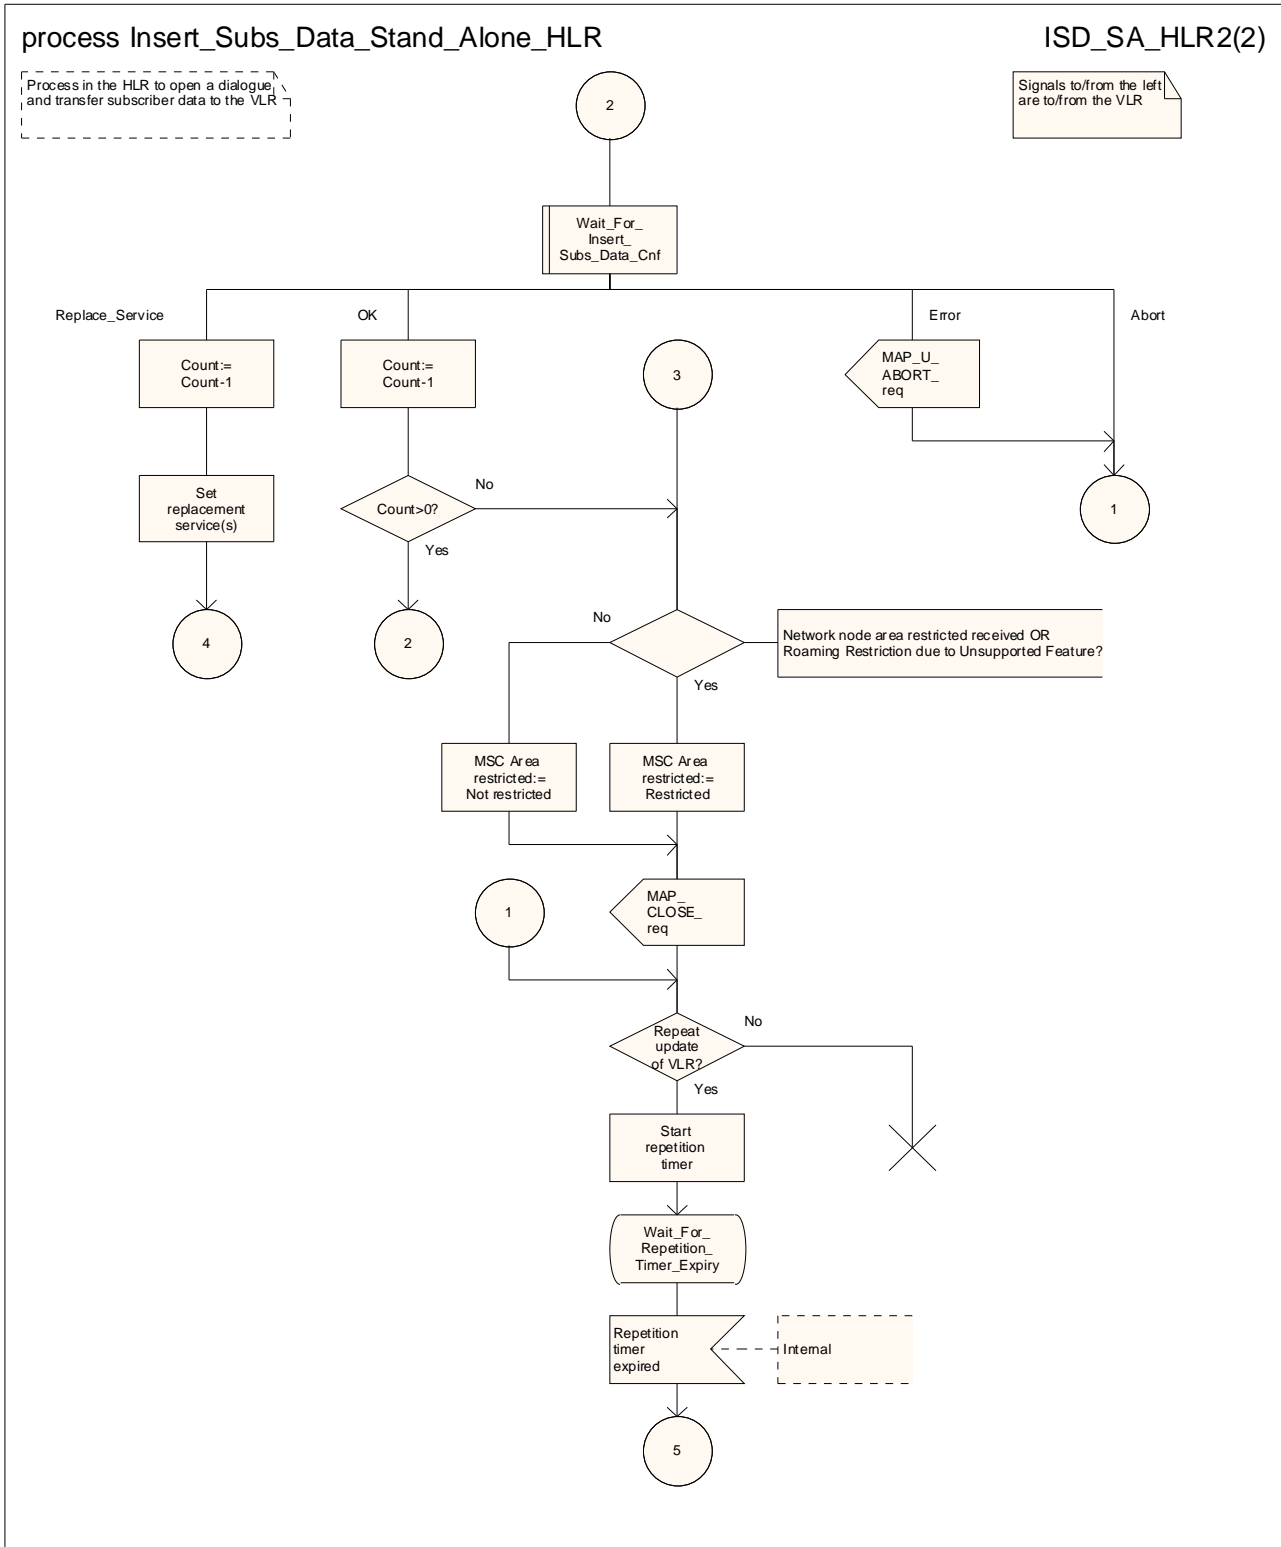 process Insert_Subs_Data_Stand_Alone_HLR
ISD_SA_HLR2(2)
Process in the HLR to open a dialogue
and transfer subscriber data to the VLR
2
Signals to/from the left
are to/from the VLR
Wait_For_
Insert_
Subs_Data_Cnf
Replace_Service
OK
Error
Abort
Count:=
Count-1
Count:=
Count-1
3
MAP_U_
ABORT_
req
Set
replacement
service(s)
Count>0?
No
Yes
1
4
2
No
Network node area restricted received OR
Roaming Restriction due to Unsupported Feature?
Yes
MSC Area
restricted:=
Not restricted
MSC Area
restricted:=
Restricted
1
MAP_
CLOSE_
req
Repeat
update
of VLR?
No
Yes
Start
repetition
timer
Wait_For_
Repetition_
Timer_Expiry
Repetition
timer
expired
Internal
5